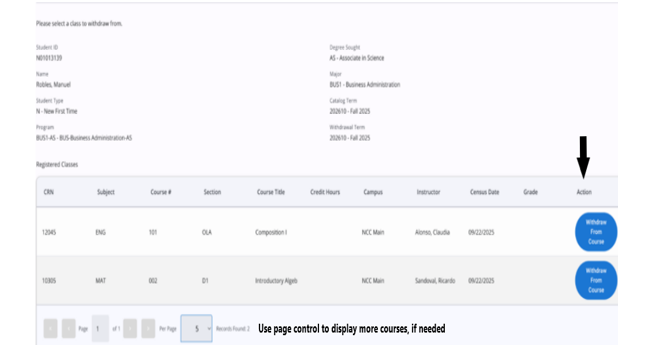 Please select a class to withdraw from.
Student ID
N01013139
Degree Sought
AS - Associate in Science
Name
Robles, Manuel
Major
BUS1 - Business Administration
Student Type
N - New First Time
Catalog Term
202610 - Fall 2025
Program
BUS1-AS - BUS-Business Administration-AS
Withdrawal Term
202610 - Fall 2025
Registered Classes
CRN Subject Course # Section Course Title Credit Hours Campus Instructor Census Date Grade Action
12045 ENG 101 OLA Composition I NCC Main Alonso, Claudia 09/22/2025 Withdraw From Course
10305 MAT 002 D1 Introductory Algeb NCC Main Sandoval, Ricardo 09/22/2025 Withdraw From Course
Page 1 of 1 Per Page 5 Records Found: 2 Use page control to display more courses, if needed